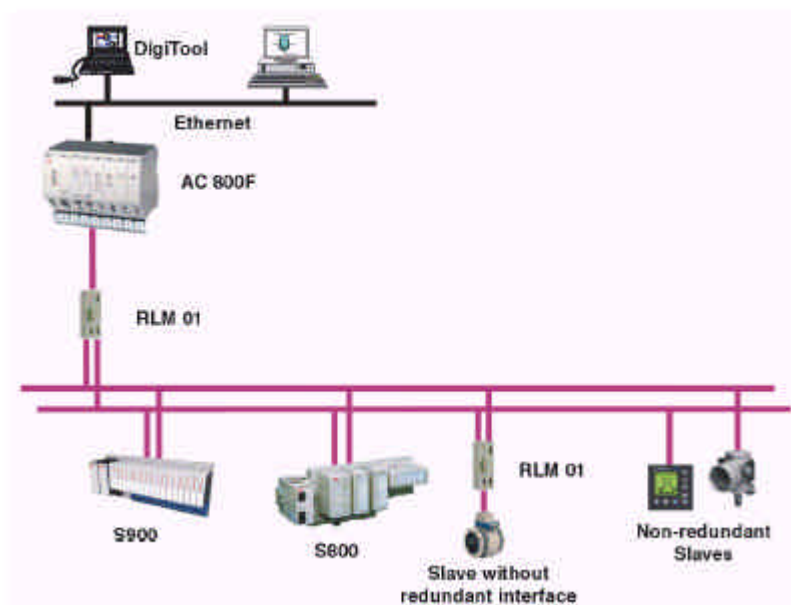 DigiTool
Ethernet
AC 800F
RLM 01
RLM 01
S900
S800
Slave without
redundant interface
Non-redundant
Slaves